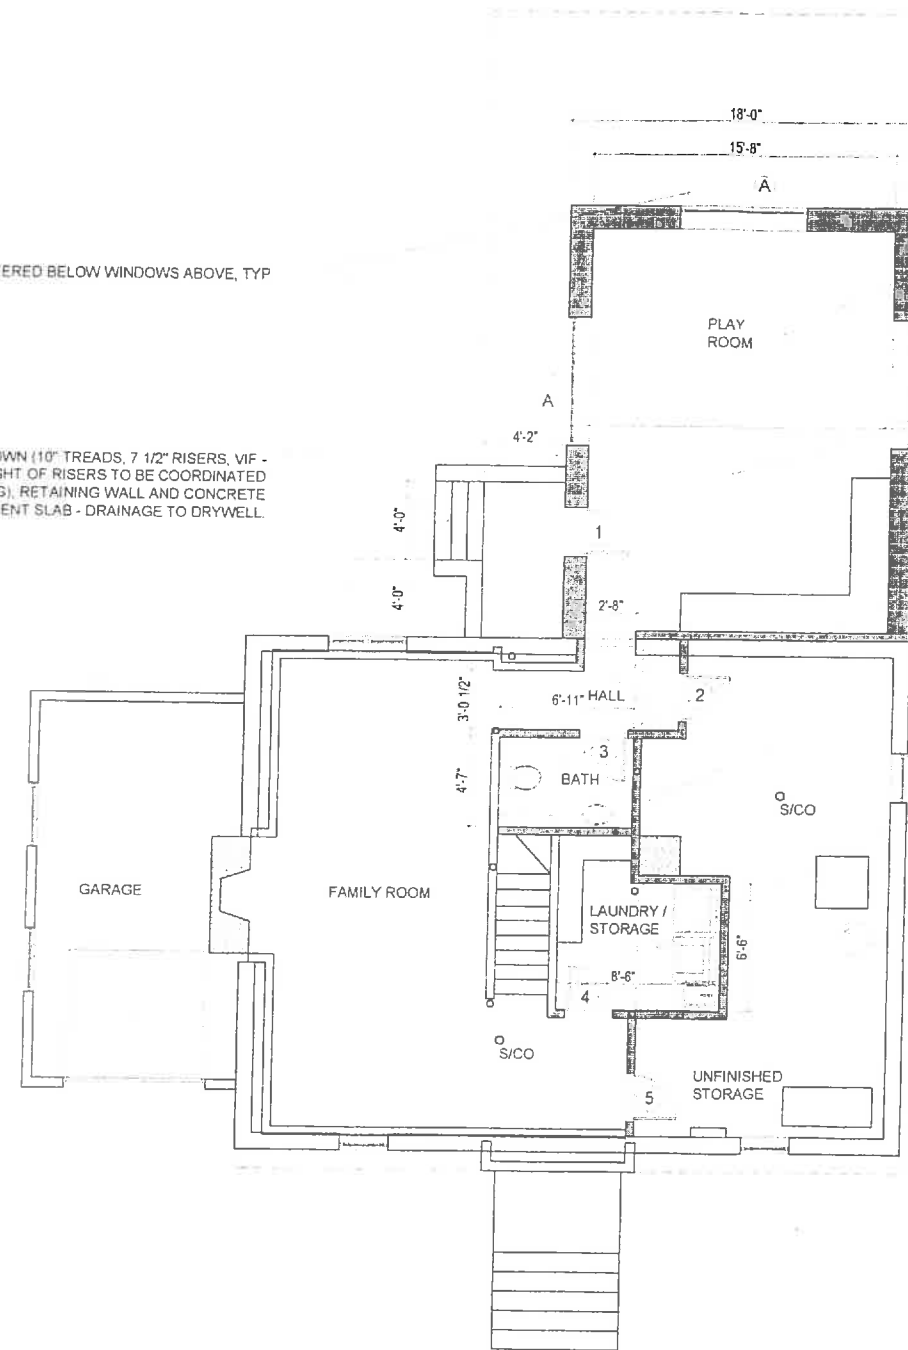 18'-0"
15'-8"
A
ERED BELOW WINDOWS ABOVE, TYP
PLAY
ROOM
A
4'-2"
OWN (10" TREADS, 7 1/2" RISERS, VIF -
GHT OF RISERS TO BE COORDINATED
G), RETAINING WALL AND CONCRETE
ENT SLAB - DRAINAGE TO DRYWELL.
4'-0"
1
4'-0"
2'-8"
3'-0 1/2"
6'-11"
HALL
2
3
4'-7"
BATH
S/CO
GARAGE
FAMILY ROOM
LAUNDRY /
STORAGE
6'-6"
8'-6"
4
S/CO
UNFINISHED
STORAGE
5